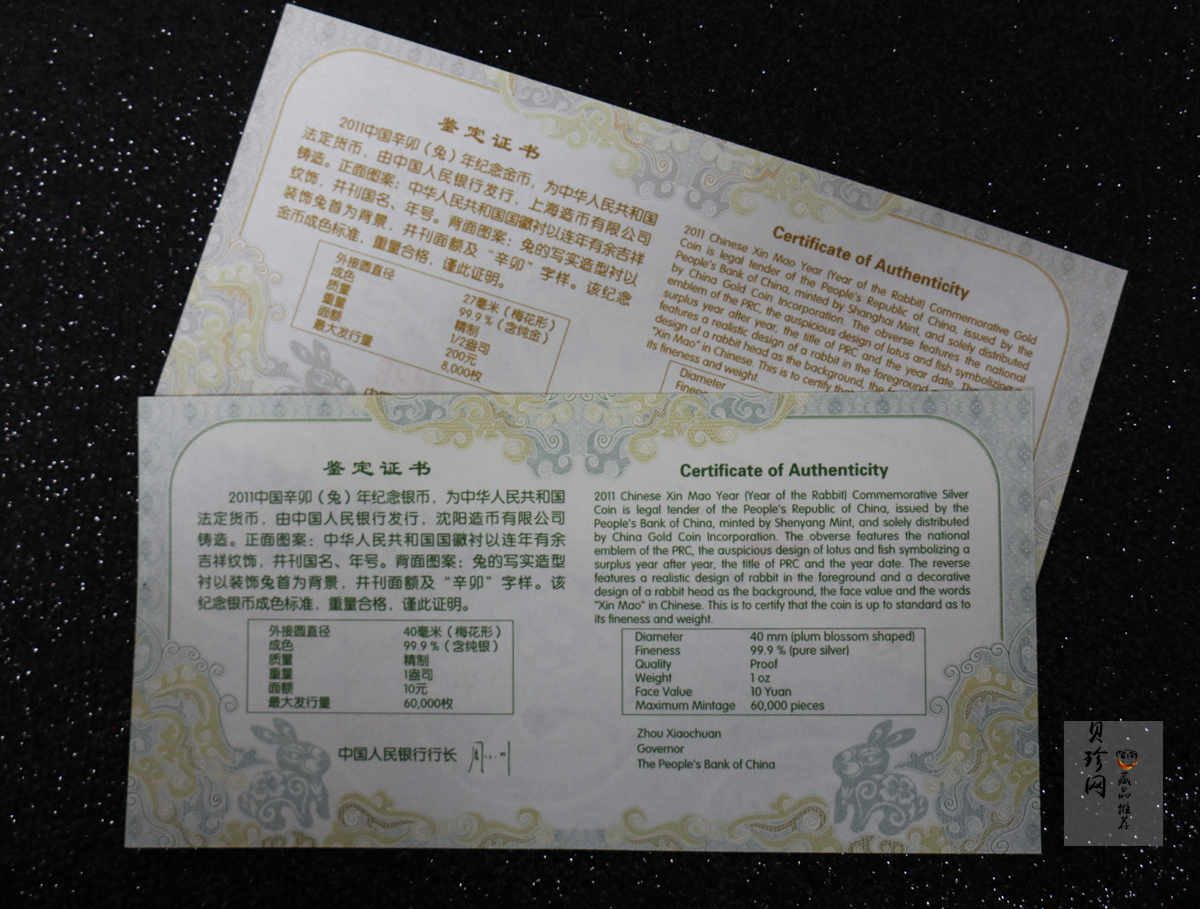 鉴定证书
2011中国辛卯（兔）年纪念金币，为中华人民共和国
法定货币，由中国人民银行发行，上海造币有限公司
铸造。正面图案：中华人民共和国国徽衬以连年有余吉祥
纹饰，并刊国名、年号。背面图案：兔的写实造型衬以
装饰兔首为背景，并刊面额及“辛卯”字样。该纪念
金币成色标准，重量合格，谨此证明。
外接圆直径 27毫米（梅花形）
成色 99.9％（含纯金）
质量 精制
重量 1/2盎司
面额 200元
最大发行量 8,000枚
Certificate of Authenticity
2011 Chinese Xin Mao Year (Year of the Rabbit) Commemorative Gold
Coin is legal tender of the People's Republic of China, issued by the
People's Bank of China, minted by Shanghai Mint, and solely distributed
by China Gold Coin Incorporation. The obverse features the national
emblem of the PRC, the auspicious design of lotus and fish symbolizing a
surplus year after year, the title of PRC and the year date. The
features a realistic design of a rabbit in the foreground
design of a rabbit head as the background, the
"Xin Mao" in Chinese. This is to certify
its fineness and weight.
Diameter
鉴定证书
2011中国辛卯（兔）年纪念银币，为中华人民共和国
法定货币，由中国人民银行发行，沈阳造币有限公司
铸造。正面图案：中华人民共和国国徽衬以连年有余
吉祥纹饰，并刊国名、年号。背面图案：兔的写实造型
衬以装饰兔首为背景，并刊面额及“辛卯”字样。该
纪念银币成色标准，重量合格，谨此证明。
外接圆直径 40毫米（梅花形）
成色 99.9％（含纯银）
质量 精制
重量 1盎司
面额 10元
最大发行量 60,000枚
中国人民银行行长
Certificate of Authenticity
2011 Chinese Xin Mao Year (Year of the Rabbit) Commemorative Silver
Coin is legal tender of the People's Republic of China, issued by the
People's Bank of China, minted by Shenyang Mint, and solely distributed
by China Gold Coin Incorporation. The obverse features the national
emblem of the PRC, the auspicious design of lotus and fish symbolizing a
surplus year after year, the title of PRC and the year date. The reverse
features a realistic design of rabbit in the foreground and a decorative
design of a rabbit head as the background, the face value and the words
"Xin Mao" in Chinese. This is to certify that the coin is up to standard as to
its fineness and weight.
Diameter 40 mm (plum blossom shaped)
Fineness 99.9 % (pure silver)
Quality Proof
Weight 1 oz
Face Value 10 Yuan
Maximum Mintage 60,000 pieces
Zhou Xiaochuan
Governor
The People's Bank of China
贝珍网
藏品推荐